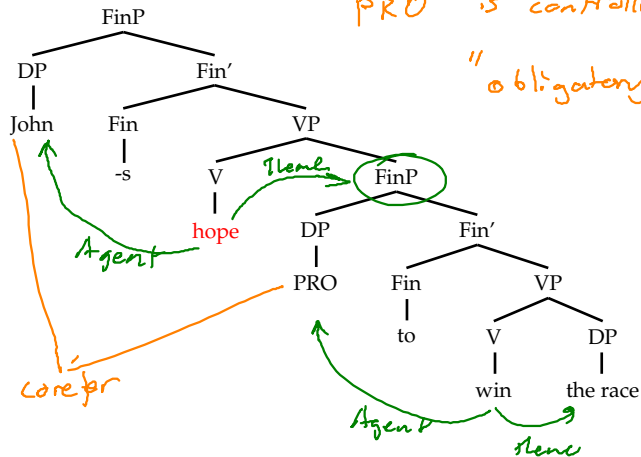 FinP
PRO is controll
DP Fin′
"obligatory
John Fin VP
-s V Theme FinP
hope DP Fin′
Agent
PRO Fin VP
to V DP
corefer
win the race
Agent Theme